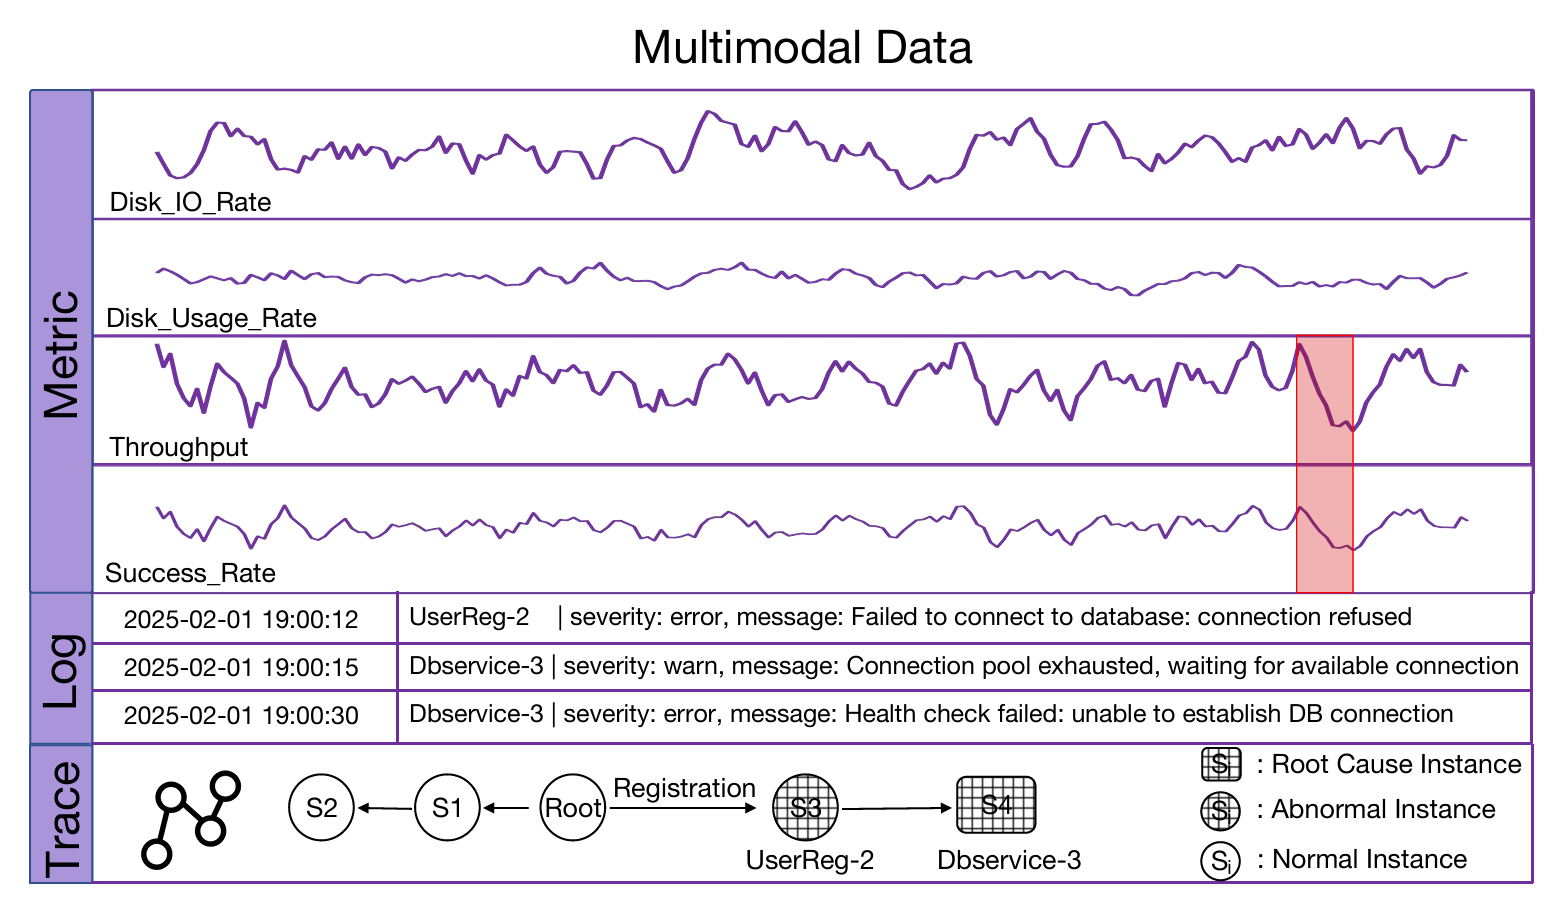 Multimodal Data
Metric
Disk_IO_Rate
Disk_Usage_Rate
Throughput
Success_Rate
Log
2025-02-01 19:00:12 UserReg-2 | severity: error, message: Failed to connect to database: connection refused
2025-02-01 19:00:15 Dbservice-3 | severity: warn, message: Connection pool exhausted, waiting for available connection
2025-02-01 19:00:30 Dbservice-3 | severity: error, message: Health check failed: unable to establish DB connection
Trace
S2 S1 Root Registration S3 S4
UserReg-2 Dbservice-3
Si : Root Cause Instance
Si : Abnormal Instance
Si : Normal Instance